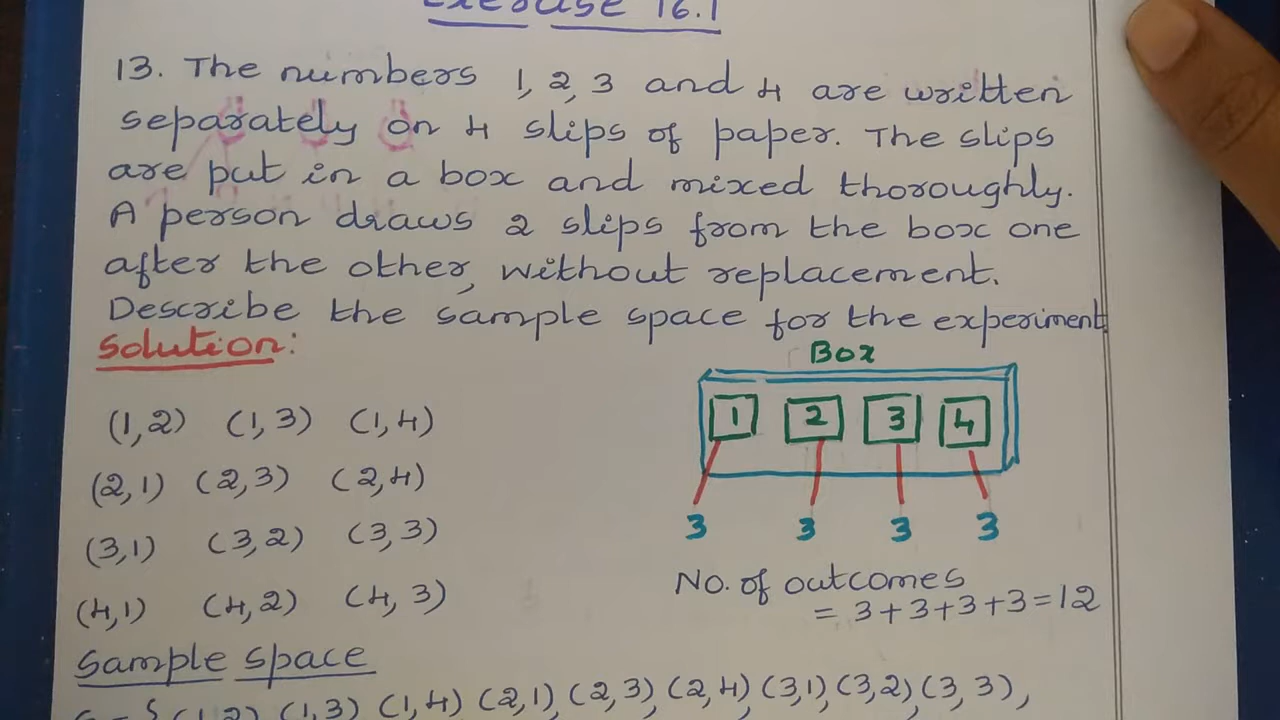 Exercise 16.1
13. The numbers 1, 2, 3 and 4 are written
separately on 4 slips of paper. The slips
are put in a box and mixed thoroughly.
A person draws 2 slips from the box one
after the other, without replacement.
Describe the sample space for the experiment
Solution:
Box
1 2 3 4
3 3 3 3
(1,2) (1,3) (1,4)
(2,1) (2,3) (2,4)
(3,1) (3,2) (3,3)
(4,1) (4,2) (4,3)
No. of outcomes
= 3+3+3+3=12
Sample space
S = { (1,2) (1,3) (1,4) (2,1), (2,3), (2,4), (3,1) (3,2), (3,3),